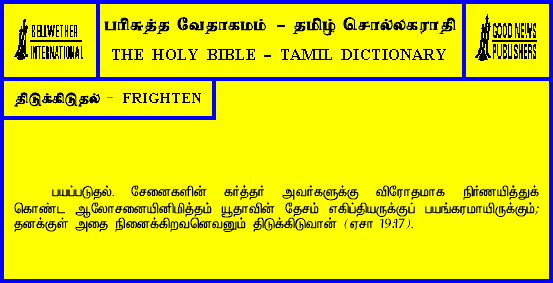 BELLWETHER
INTERNATIONAL
பரிசுத்த வேதாகமம் - தமிழ் சொல்லகராதி
THE HOLY BIBLE - TAMIL DICTIONARY
GOOD NEWS
PUBLISHERS
திடுக்கிடுதல் - FRIGHTEN
பயப்படுதல். சேனைகளின் கர்த்தர் அவர்களுக்கு விரோதமாக நிர்ணயித்துக்
கொண்ட ஆலோசனையினிமித்தம் யூதாவின் தேசம் எகிப்தியருக்குப் பயங்கரமாயிருக்கும்;
தனக்குள் அதை நினைக்கிறவனெவனும் திடுக்கிடுவான் (ஏசா 19:17).